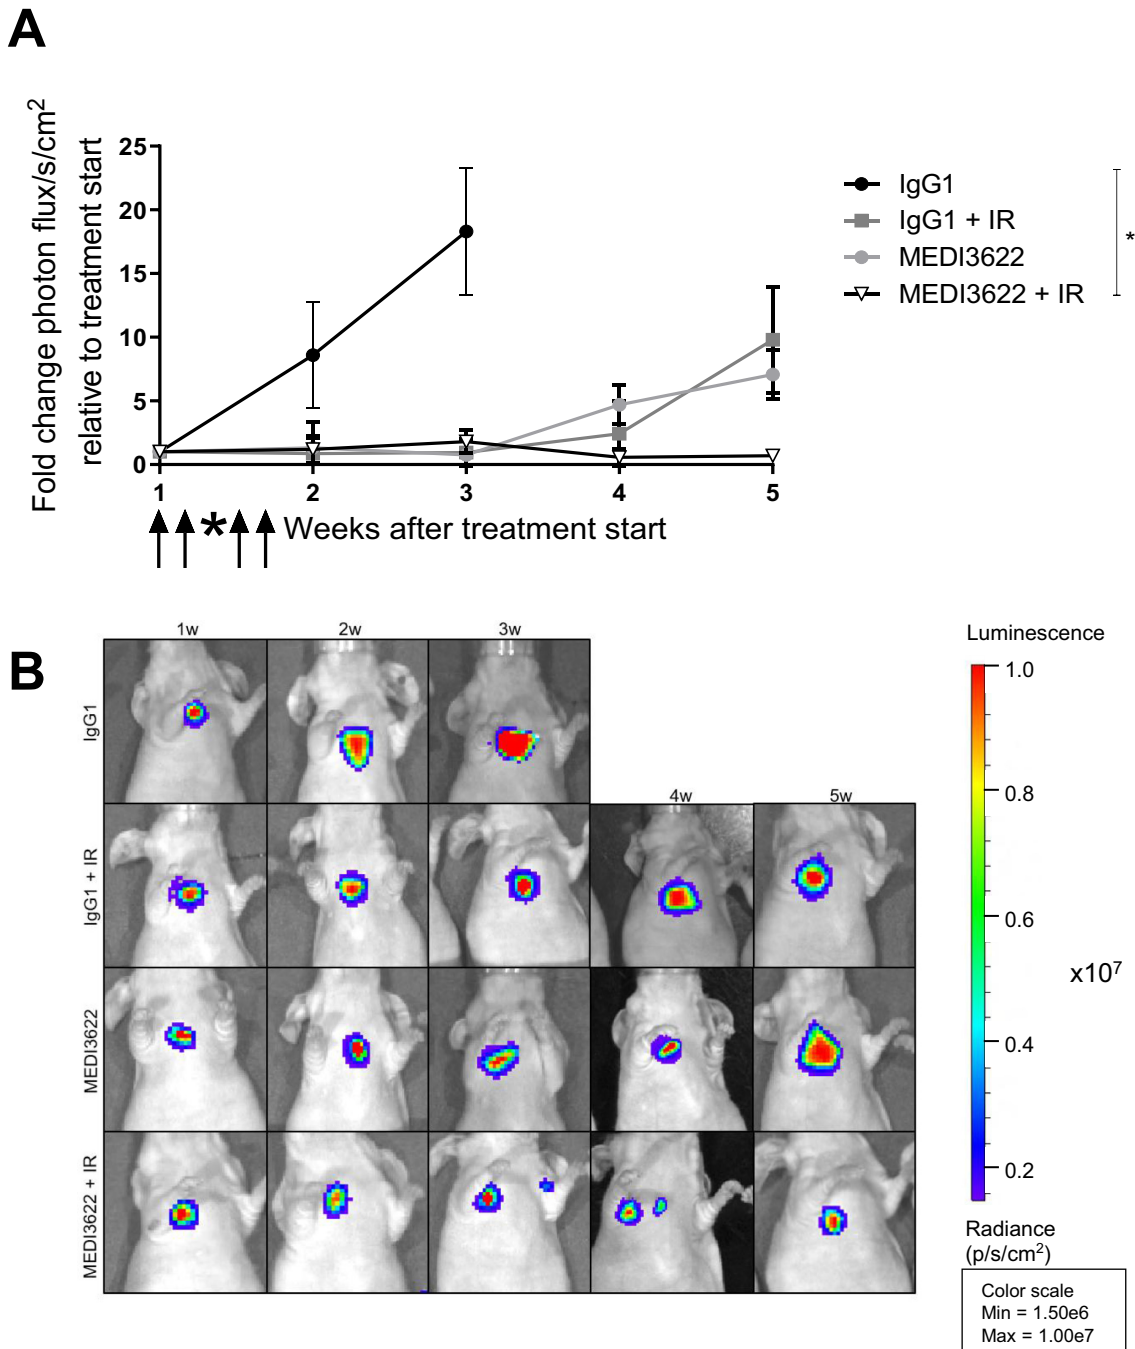 A
Fold change photon flux/s/cm2
relative to treatment start
25
20
15
10
5
0
1 2 3 4 5
* Weeks after treatment start
IgG1
IgG1 + IR
MEDI3622
MEDI3622 + IR
*
B
1w 2w 3w
4w 5w
IgG1
IgG1 + IR
MEDI3622
MEDI3622 + IR
Luminescence
1.0
0.8
0.6
x10⁷
0.4
0.2
Radiance
(p/s/cm²)
Color scale
Min = 1.50e6
Max = 1.00e7